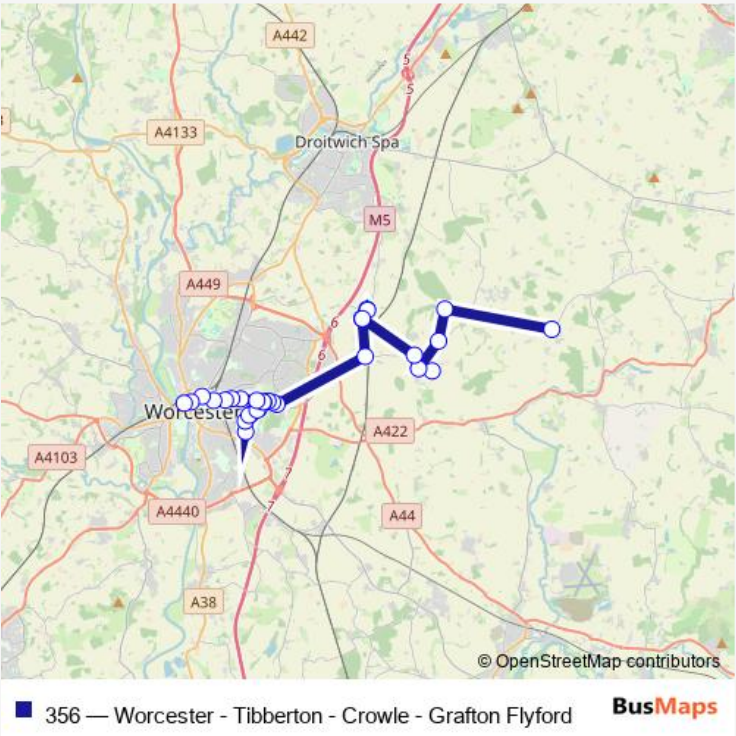 A442
5
5
A4133
Droitwich Spa
M5
A449
6
6
Worcester
A422
A4103
7
A4440
7
A44
A38
© OpenStreetMap contributors
356 — Worcester - Tibberton - Crowle - Grafton Flyford
BusMaps